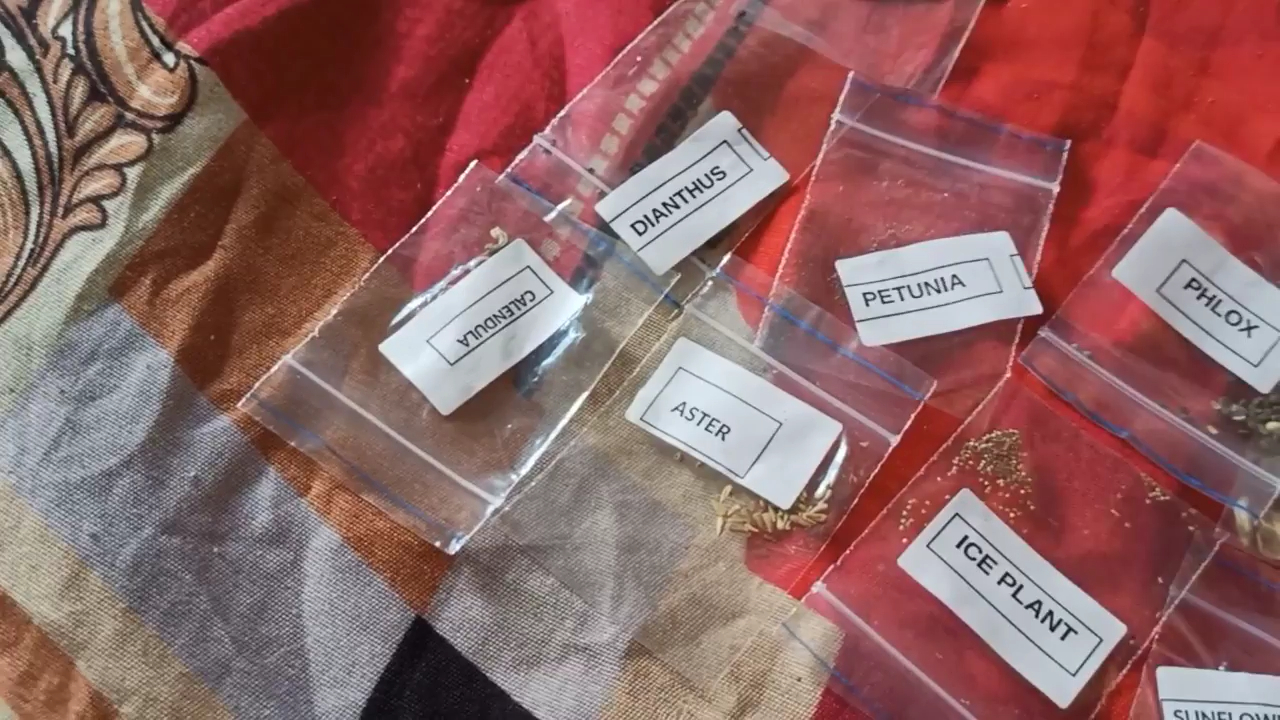 DIANTHUS
PETUNIA
PHLOX
CALENDULA
ASTER
ICE PLANT